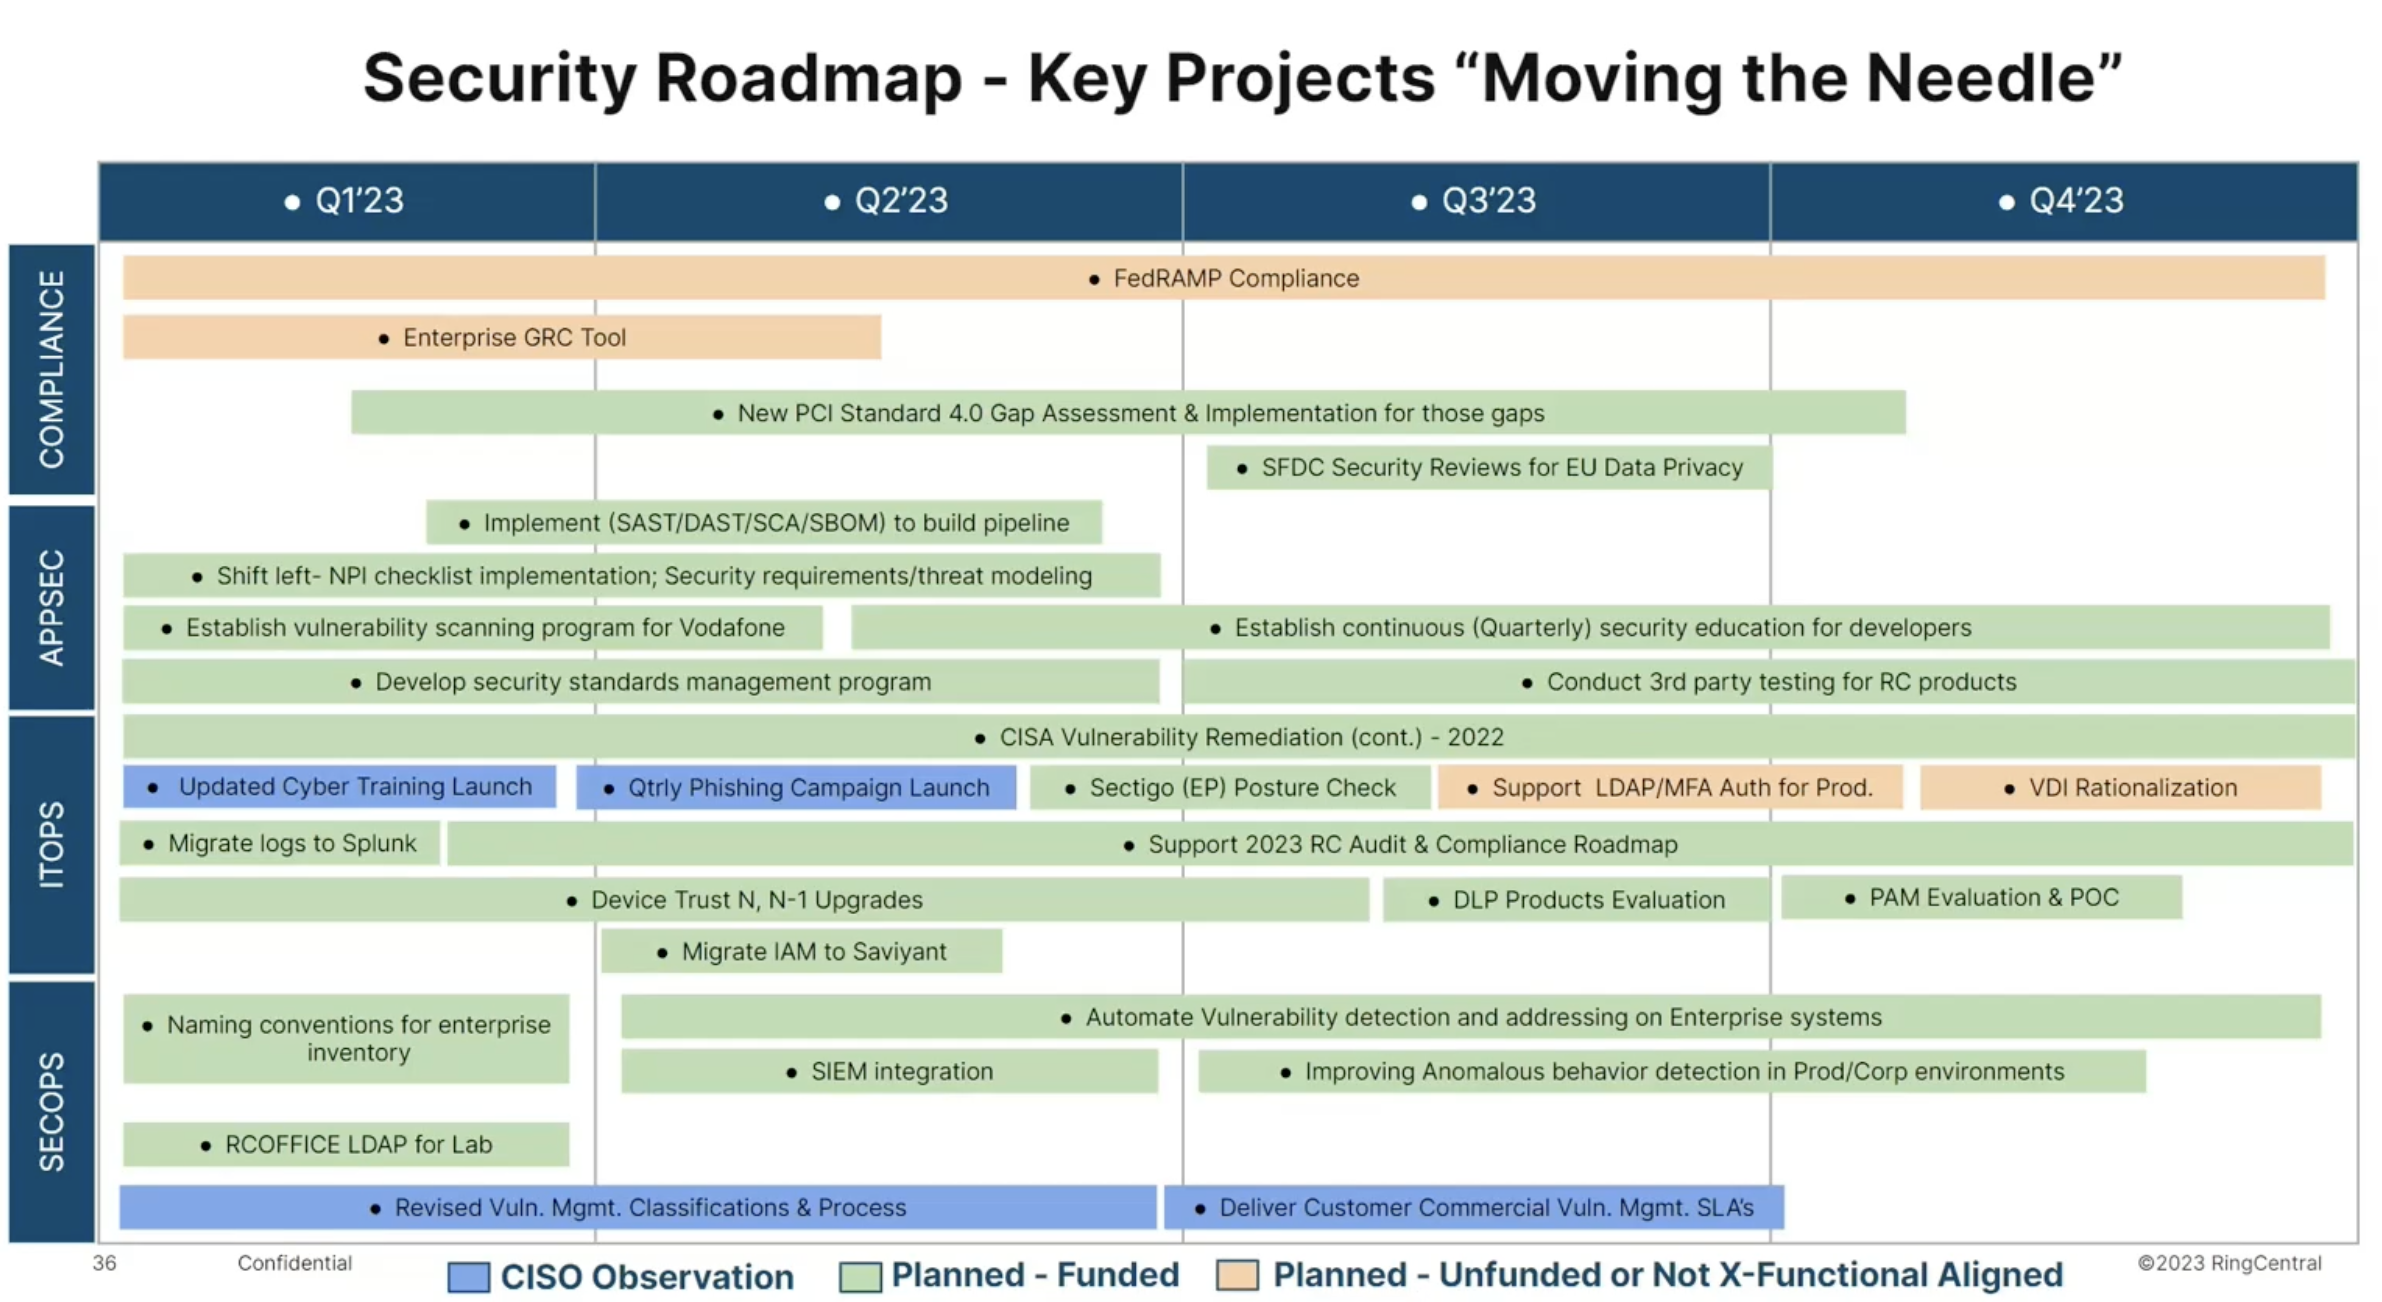 Security Roadmap - Key Projects “Moving the Needle”
• Q1’23
• Q2’23
• Q3’23
• Q4’23
COMPLIANCE
• FedRAMP Compliance
• Enterprise GRC Tool
• New PCI Standard 4.0 Gap Assessment & Implementation for those gaps
• SFDC Security Reviews for EU Data Privacy
APPSEC
• Implement (SAST/DAST/SCA/SBOM) to build pipeline
• Shift left- NPI checklist implementation; Security requirements/threat modeling
• Establish vulnerability scanning program for Vodafone
• Establish continuous (Quarterly) security education for developers
• Develop security standards management program
• Conduct 3rd party testing for RC products
ITOPS
• CISA Vulnerability Remediation (cont.) - 2022
• Updated Cyber Training Launch
• Qtrly Phishing Campaign Launch
• Sectigo (EP) Posture Check
• Support LDAP/MFA Auth for Prod.
• VDI Rationalization
• Migrate logs to Splunk
• Support 2023 RC Audit & Compliance Roadmap
• Device Trust N, N-1 Upgrades
• DLP Products Evaluation
• PAM Evaluation & POC
• Migrate IAM to Saviyant
SECOPS
• Naming conventions for enterprise
inventory
• Automate Vulnerability detection and addressing on Enterprise systems
• SIEM integration
• Improving Anomalous behavior detection in Prod/Corp environments
• RCOFFICE LDAP for Lab
• Revised Vuln. Mgmt. Classifications & Process
• Deliver Customer Commercial Vuln. Mgmt. SLA’s
36
Confidential
CISO Observation
Planned - Funded
Planned - Unfunded or Not X-Functional Aligned
©2023 RingCentral